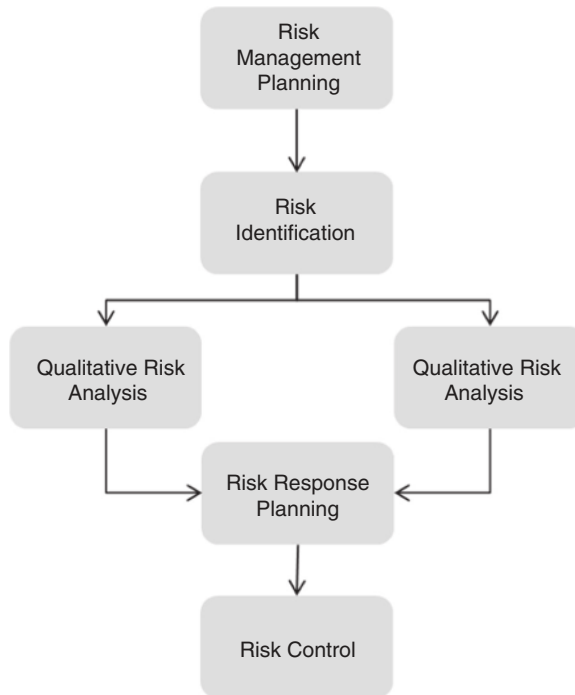 Risk
Management
Planning
Risk
Identification
Qualitative Risk
Analysis
Qualitative Risk
Analysis
Risk Response
Planning
Risk Control